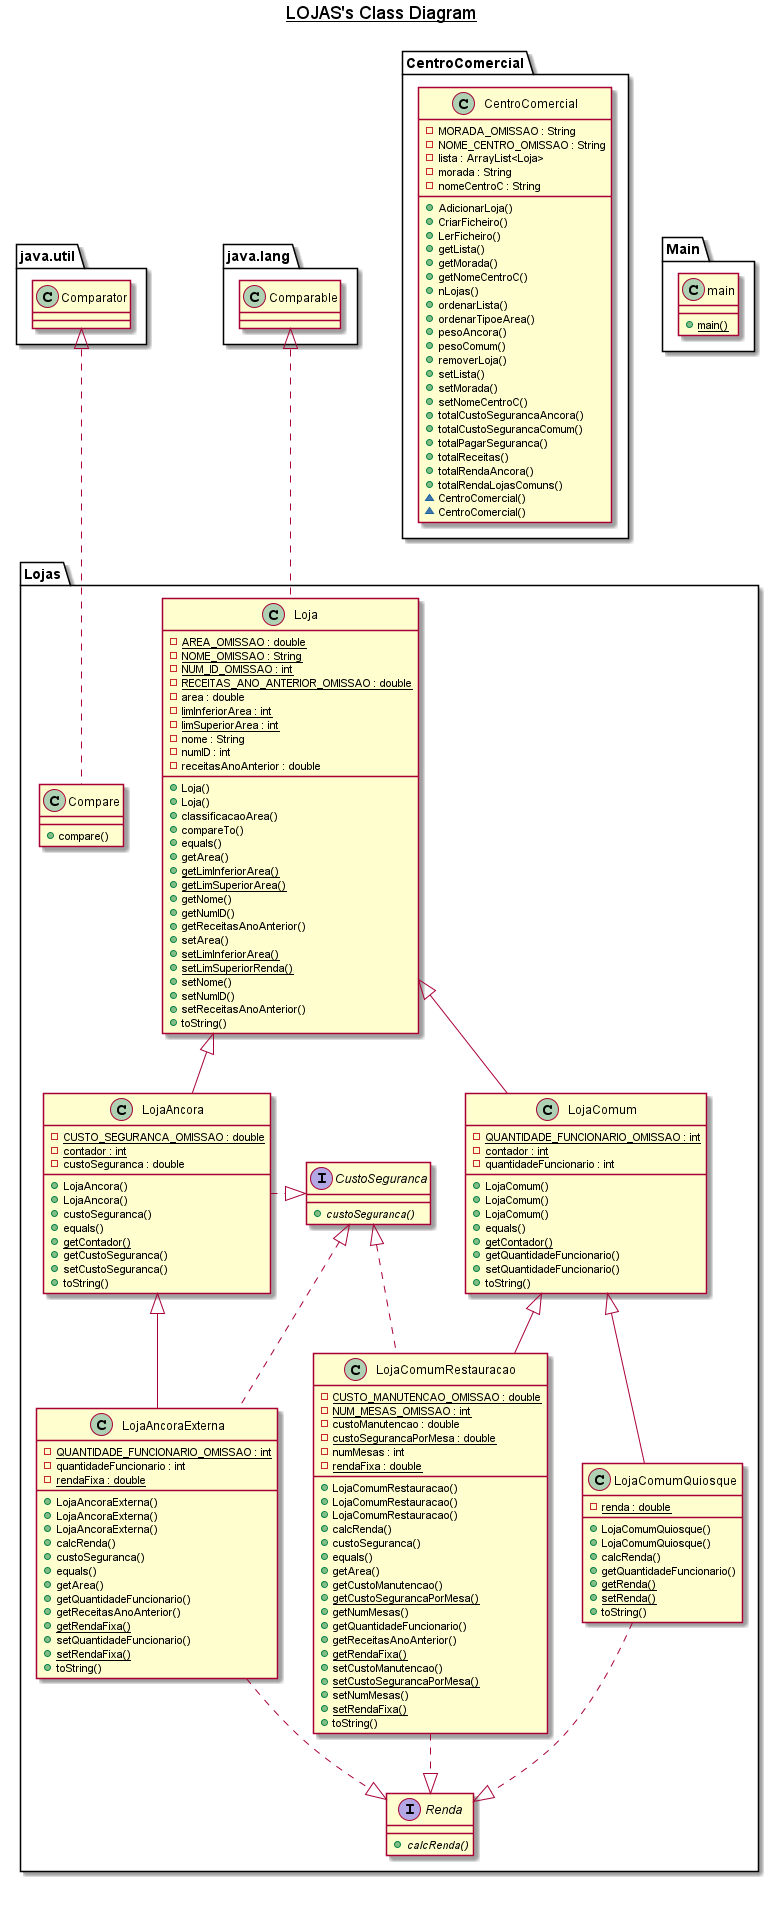 LOJAS's Class Diagram
CentroComercial
C CentroComercial
MORADA_OMISSAO : String
NOME_CENTRO_OMISSAO : String
lista : ArrayList<Loja>
morada : String
nomeCentroC : String
AdicionarLoja()
CriarFicheiro()
LerFicheiro()
getLista()
getMorada()
getNomeCentroC()
nLojas()
ordenarLista()
ordenarTipoeArea()
pesoAncora()
pesoComum()
removerLoja()
setLista()
setMorada()
setNomeCentroC()
totalCustoSegurancaAncora()
totalCustoSegurancaComum()
totalPagarSeguranca()
totalReceitas()
totalRendaAncora()
totalRendaLojasComuns()
CentroComercial()
CentroComercial()
java.util
C Comparator
java.lang
C Comparable
Main
C main
main()
Lojas
C Loja
AREA_OMISSAO : double
NOME_OMISSAO : String
NUM_ID_OMISSAO : int
RECEITAS_ANO_ANTERIOR_OMISSAO : double
area : double
limInferiorArea : int
limSuperiorArea : int
nome : String
numID : int
receitasAnoAnterior : double
Loja()
Loja()
classificacaoArea()
compareTo()
equals()
getArea()
getLimInferiorArea()
getLimSuperiorArea()
getNome()
getNumID()
getReceitasAnoAnterior()
setArea()
setLimInferiorArea()
setLimSuperiorRenda()
setNome()
setNumID()
setReceitasAnoAnterior()
toString()
C Compare
compare()
C LojaAncora
CUSTO_SEGURANCA_OMISSAO : double
contador : int
custoSeguranca : double
LojaAncora()
LojaAncora()
custoSeguranca()
equals()
getContador()
getCustoSeguranca()
setCustoSeguranca()
toString()
I CustoSeguranca
custoSeguranca()
C LojaComum
QUANTIDADE_FUNCIONARIO_OMISSAO : int
contador : int
quantidadeFuncionario : int
LojaComum()
LojaComum()
LojaComum()
equals()
getContador()
getQuantidadeFuncionario()
setQuantidadeFuncionario()
toString()
C LojaAncoraExterna
QUANTIDADE_FUNCIONARIO_OMISSAO : int
quantidadeFuncionario : int
rendaFixa : double
LojaAncoraExterna()
LojaAncoraExterna()
LojaAncoraExterna()
calcRenda()
custoSeguranca()
equals()
getArea()
getQuantidadeFuncionario()
getReceitasAnoAnterior()
getRendaFixa()
setQuantidadeFuncionario()
setRendaFixa()
toString()
C LojaComumRestauracao
CUSTO_MANUTENCAO_OMISSAO : double
NUM_MESAS_OMISSAO : int
custoManutencao : double
custoSegurancaPorMesa : double
numMesas : int
rendaFixa : double
LojaComumRestauracao()
LojaComumRestauracao()
LojaComumRestauracao()
calcRenda()
custoSeguranca()
equals()
getArea()
getCustoManutencao()
getCustoSegurancaPorMesa()
getNumMesas()
getQuantidadeFuncionario()
getReceitasAnoAnterior()
getRendaFixa()
setCustoManutencao()
setCustoSegurancaPorMesa()
setNumMesas()
setRendaFixa()
toString()
C LojaComumQuiosque
renda : double
LojaComumQuiosque()
LojaComumQuiosque()
calcRenda()
getQuantidadeFuncionario()
getRenda()
setRenda()
toString()
I Renda
calcRenda()